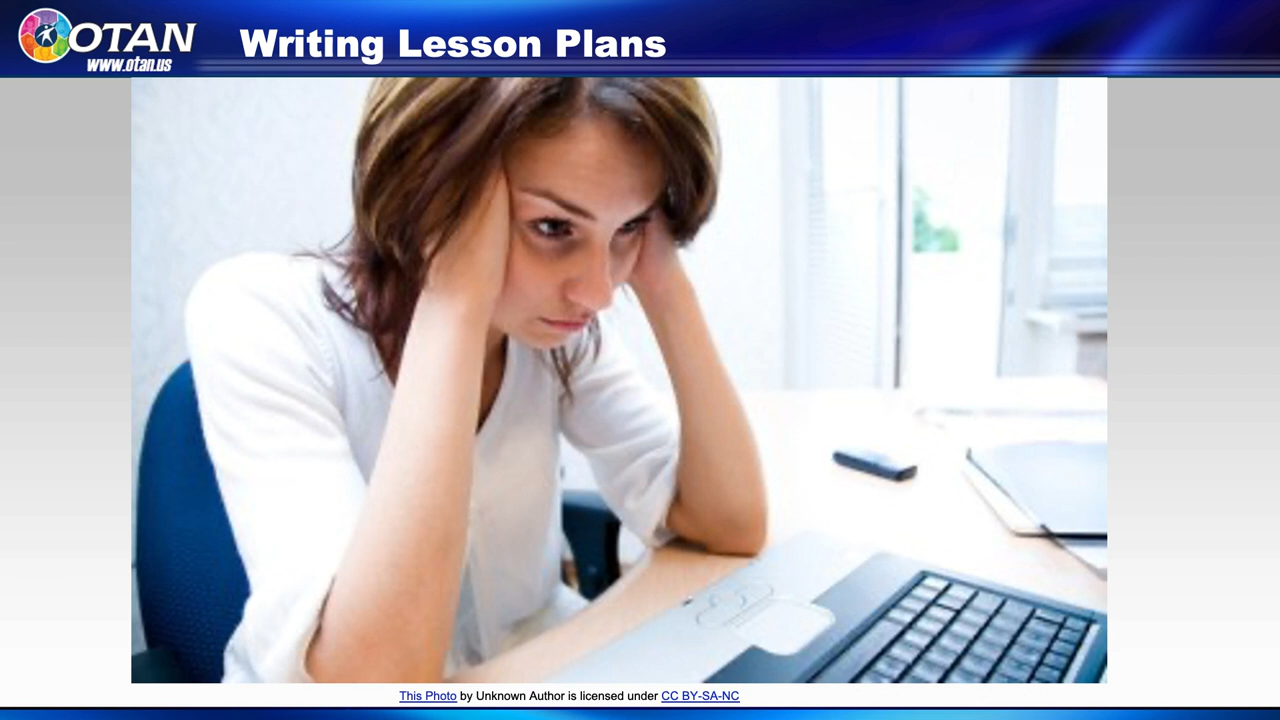 OTAN
www.otan.us
Writing Lesson Plans
This Photo by Unknown Author is licensed under CC BY-SA-NC